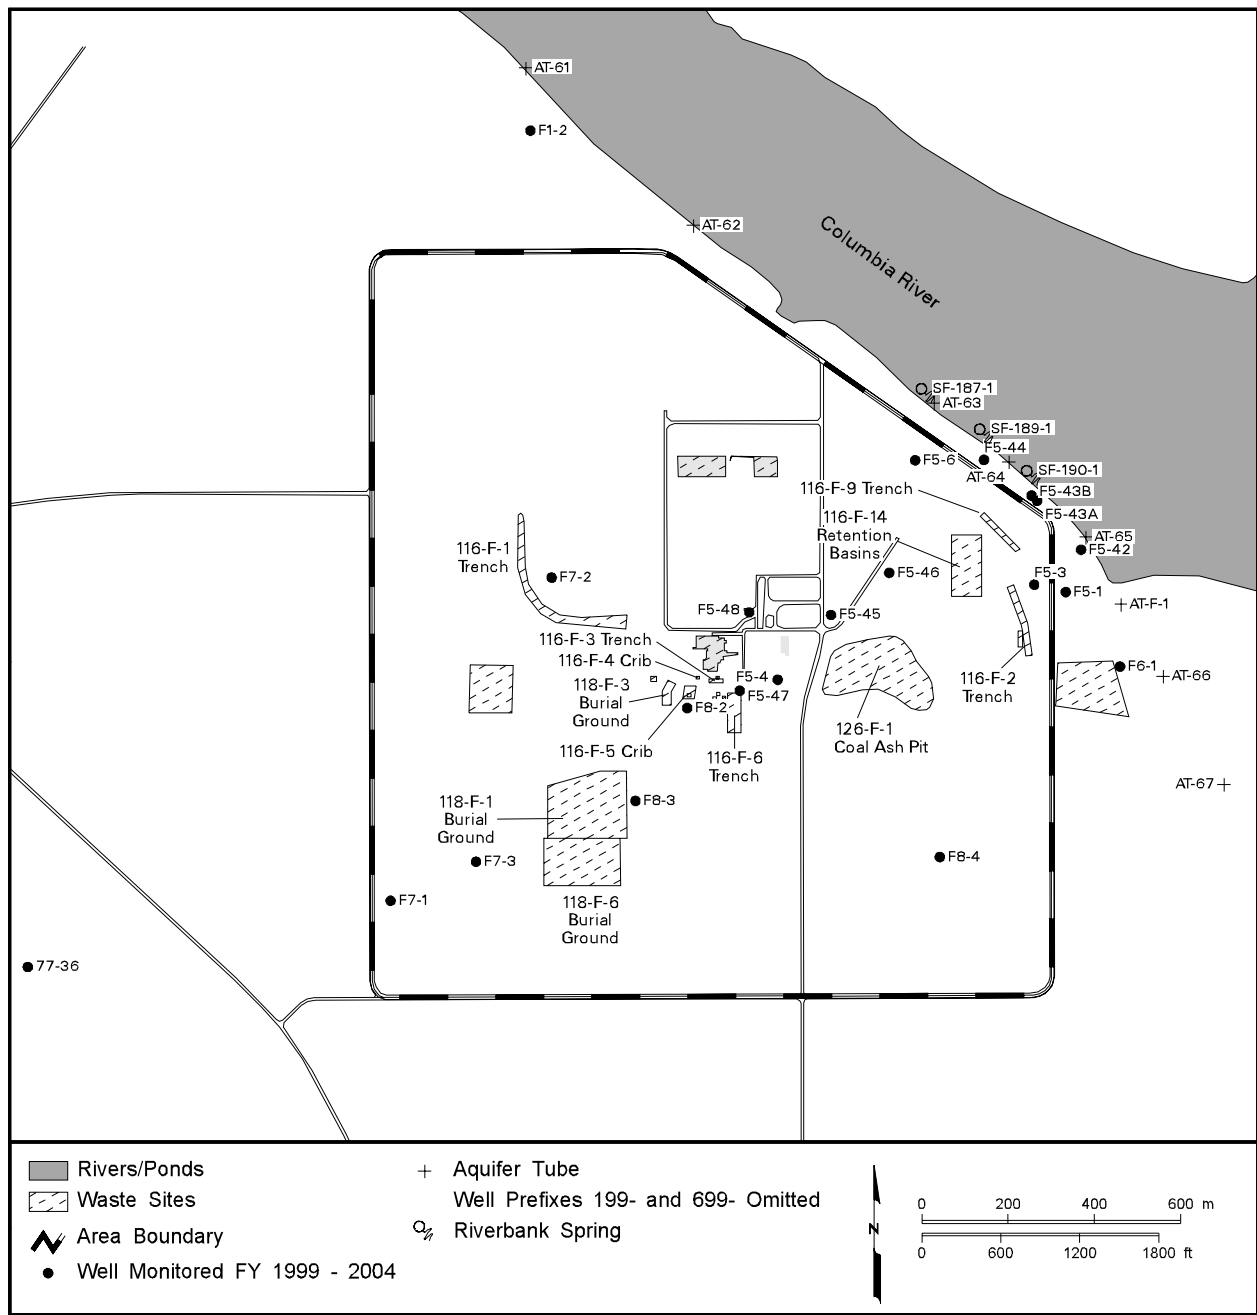 AT-61
F1-2
AT-62
Columbia River
SF-187-1
AT-63
SF-189-1
F5-44
F5-6
AT-64
SF-190-1
116-F-9 Trench
F5-43B
F5-43A
116-F-14
Retention
Basins
AT-65
F5-42
116-F-1
Trench
F7-2
F5-46
F5-3
F5-1
AT-F-1
F5-48
F5-45
116-F-3 Trench
116-F-4 Crib
F5-4
F5-47
118-F-3
Burial
Ground
F8-2
116-F-2
Trench
F6-1
AT-66
116-F-5 Crib
116-F-6
Trench
126-F-1
Coal Ash Pit
AT-67
118-F-1
Burial
Ground
F8-3
F7-3
F8-4
F7-1
118-F-6
Burial
Ground
77-36
Rivers/Ponds
Waste Sites
Area Boundary
Well Monitored FY 1999 - 2004
Aquifer Tube
Well Prefixes 199- and 699- Omitted
Riverbank Spring
N
0 200 400 600 m
0 600 1200 1800 ft